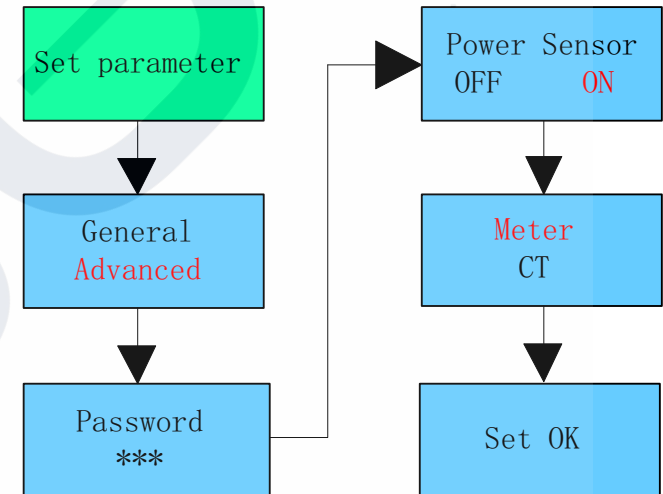 Set parameter
General
Advanced
Password
***
Power Sensor
OFF ON
Meter
CT
Set OK